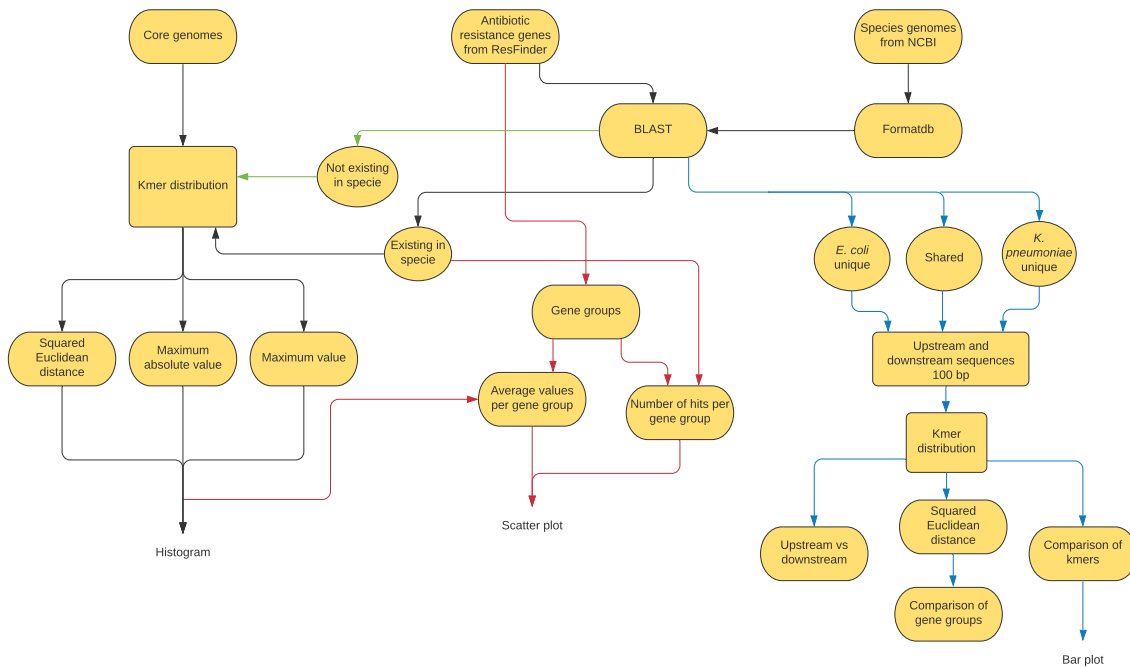 Core genomes
Antibiotic
resistance genes
from ResFinder
Species genomes
from NCBI
BLAST
Formatdb
Kmer distribution
Not existing
in specie
Existing in
specie
E. coli
unique
Shared
K.
pneumoniae
unique
Gene groups
Squared
Euclidean
distance
Maximum
absolute value
Maximum value
Upstream and
downstream sequences
100 bp
Average values
per gene group
Number of hits per
gene group
Kmer
distribution
Scatter plot
Histogram
Upstream vs
downstream
Squared
Euclidean
distance
Comparison of
kmers
Comparison of
gene groups
Bar plot